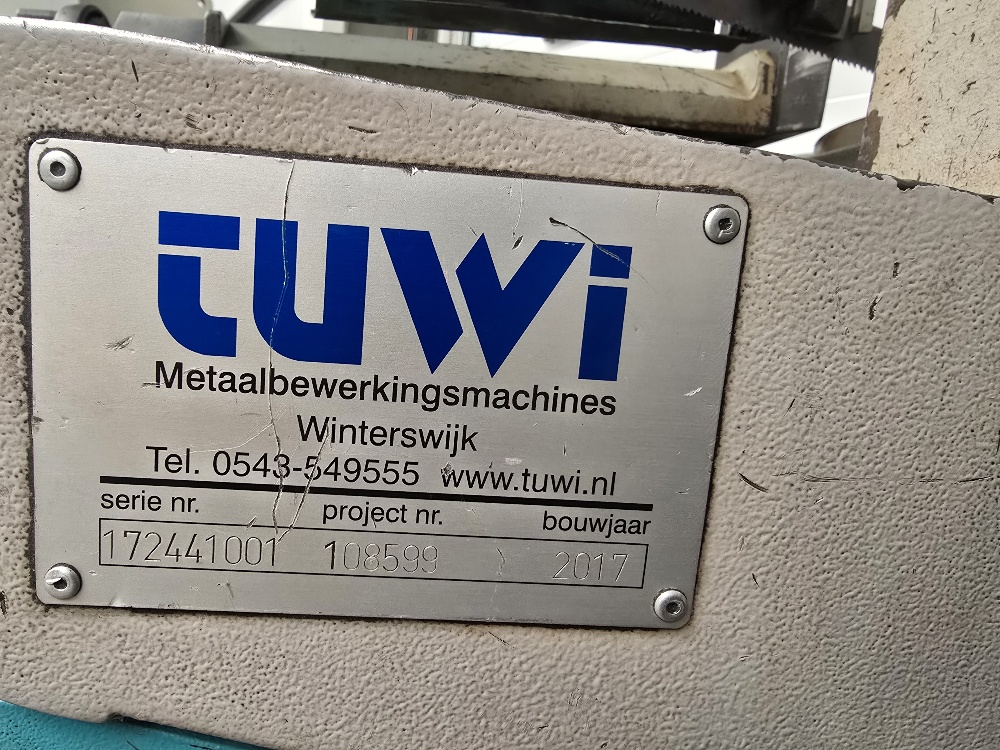 tuwi
Metaalbewerkingsmachines
Winterswijk
Tel. 0543-549555 www.tuwi.nl
serie nr. project nr. bouwjaar
172441001 108599 2017